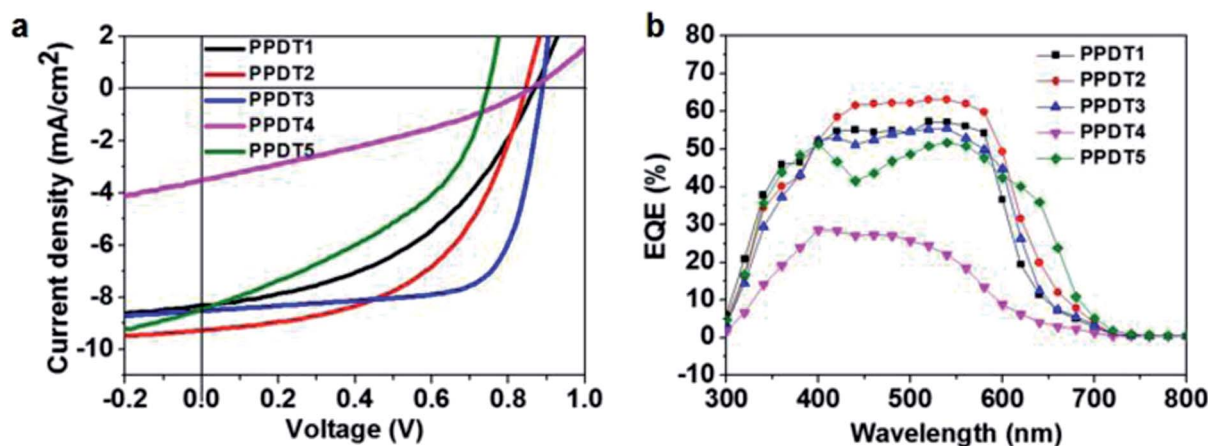 a
2
0
-2
-4
-6
-8
-10
Current density (mA/cm²)
PPDT1
PPDT2
PPDT3
PPDT4
PPDT5
-0.2 0.0 0.2 0.4 0.6 0.8 1.0
Voltage (V)
b
80
70
60
50
40
30
20
10
0
-10
EQE (%)
PPDT1
PPDT2
PPDT3
PPDT4
PPDT5
300 400 500 600 700 800
Wavelength (nm)